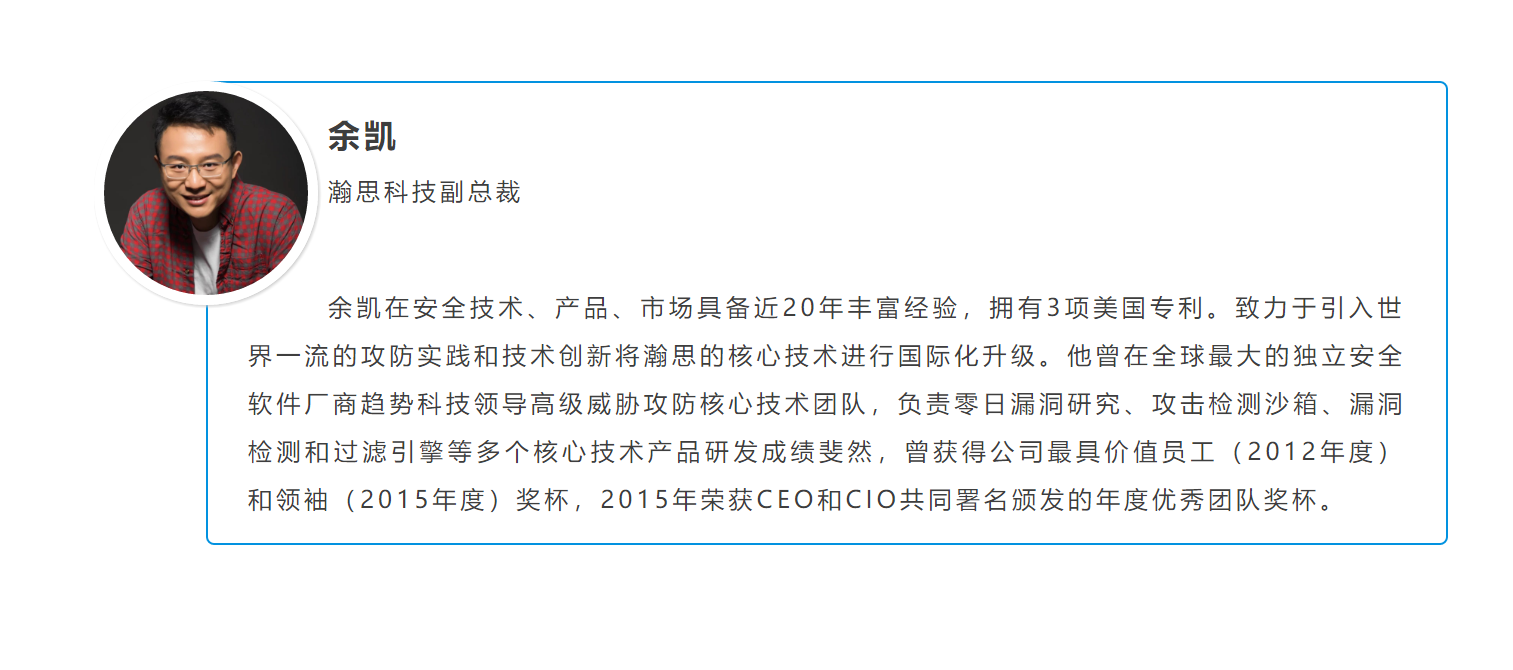 余凯
瀚思科技副总裁
余凯在安全技术、产品、市场具备近20年丰富经验，拥有3项美国专利。致力于引入世
界一流的攻防实践和技术创新将瀚思的核心技术进行国际化升级。他曾在全球最大的独立安全
软件厂商趋势科技领导高级威胁攻防核心技术团队，负责零日漏洞研究、攻击检测沙箱、漏洞
检测和过滤引擎等多个核心技术产品研发成绩斐然，曾获得公司最具价值员工（2012年度）
和领袖（2015年度）奖杯，2015年荣获CEO和CIO共同署名颁发的年度优秀团队奖杯。